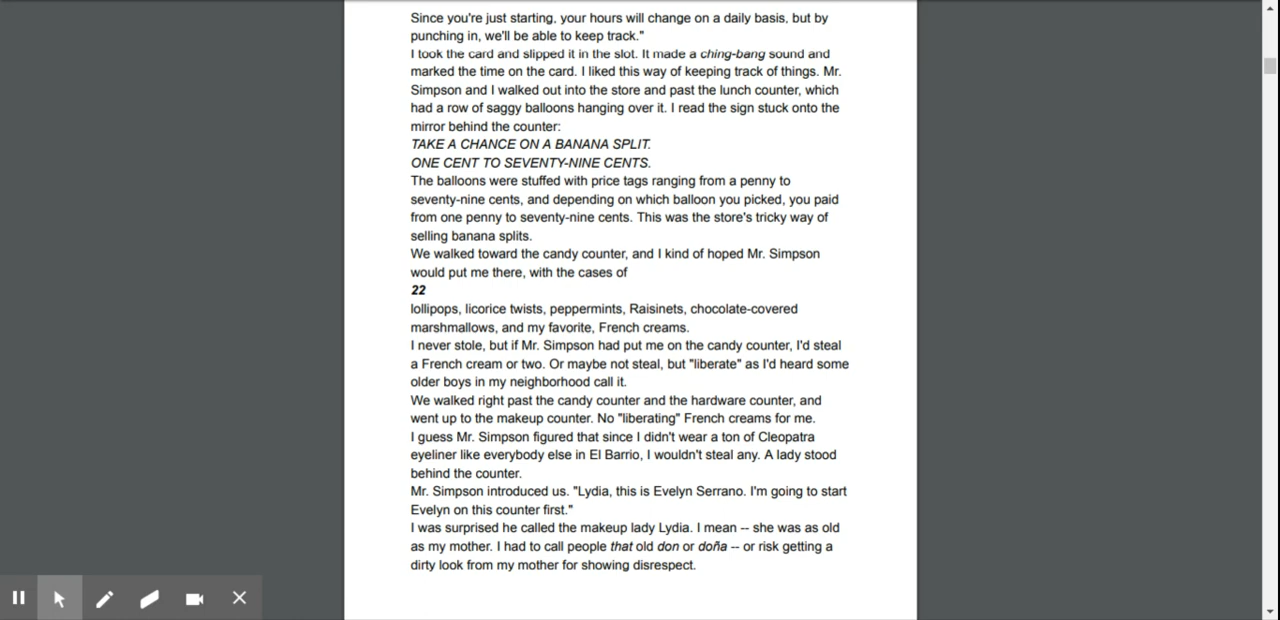 Since you're just starting, your hours will change on a daily basis, but by
punching in, we'll be able to keep track."
I took the card and slipped it in the slot. It made a ching-bang sound and
marked the time on the card. I liked this way of keeping track of things. Mr.
Simpson and I walked out into the store and past the lunch counter, which
had a row of saggy balloons hanging over it. I read the sign stuck onto the
mirror behind the counter:
TAKE A CHANCE ON A BANANA SPLIT.
ONE CENT TO SEVENTY-NINE CENTS.
The balloons were stuffed with price tags ranging from a penny to
seventy-nine cents, and depending on which balloon you picked, you paid
from one penny to seventy-nine cents. This was the store's tricky way of
selling banana splits.
We walked toward the candy counter, and I kind of hoped Mr. Simpson
would put me there, with the cases of
22
lollipops, licorice twists, peppermints, Raisinets, chocolate-covered
marshmallows, and my favorite, French creams.
I never stole, but if Mr. Simpson had put me on the candy counter, I'd steal
a French cream or two. Or maybe not steal, but "liberate" as I'd heard some
older boys in my neighborhood call it.
We walked right past the candy counter and the hardware counter, and
went up to the makeup counter. No "liberating" French creams for me.
I guess Mr. Simpson figured that since I didn't wear a ton of Cleopatra
eyeliner like everybody else in El Barrio, I wouldn't steal any. A lady stood
behind the counter.
Mr. Simpson introduced us. "Lydia, this is Evelyn Serrano. I'm going to start
Evelyn on this counter first."
I was surprised he called the makeup lady Lydia. I mean -- she was as old
as my mother. I had to call people that old don or doña -- or risk getting a
dirty look from my mother for showing disrespect.